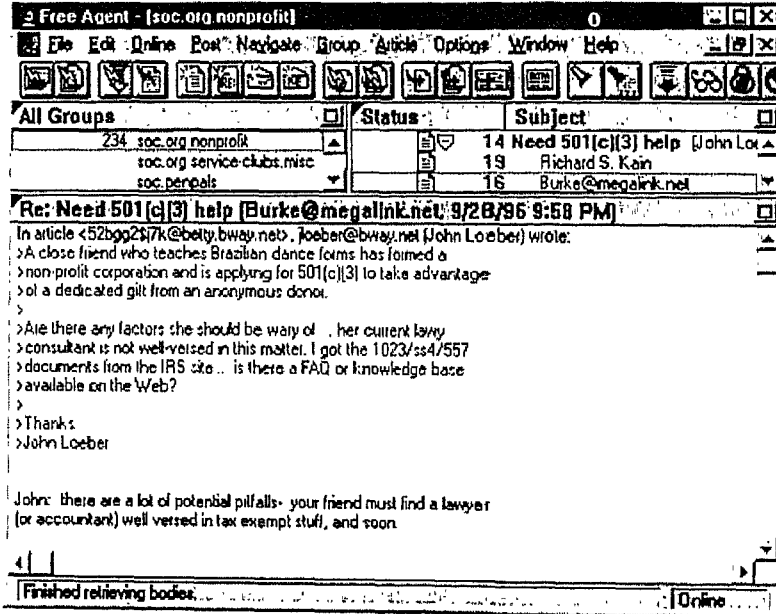 Free Agent - [soc.org.nonprofit]
File Edit Online Post Navigate Group Article Options Window Help
All Groups
Status Subject
234 soc.org.nonprofit
soc.org.service-clubs.misc
soc.penpals
14 Need 501(c)(3) help [John Loe
19 Richard S. Kain
16 Burke@megalink.net
Re: Need 501(c)(3) help [Burke@megalink.net, 9/28/96 9:58 PM]
In article <52bgg2$j7k@betty.bway.net>, jloeber@bway.net (John Loeber) wrote:
>A close friend who teaches Brazilian dance forms has formed a
>non-profit corporation and is applying for 501(c)(3) to take advantage
>of a dedicated gift from an anonymous donor.
>
>Are there any factors she should be wary of .. her current lawy
>consultant is not well-versed in this matter. I got the 1023/ss4/557
>documents from the IRS site .. is there a FAQ or knowledge base
>available on the Web?
>
>Thanks
>John Loeber
John: there are a lot of potential pitfalls- your friend must find a lawyer
(or accountant) well versed in tax exempt stuff, and soon
Finished retrieving bodies. Online